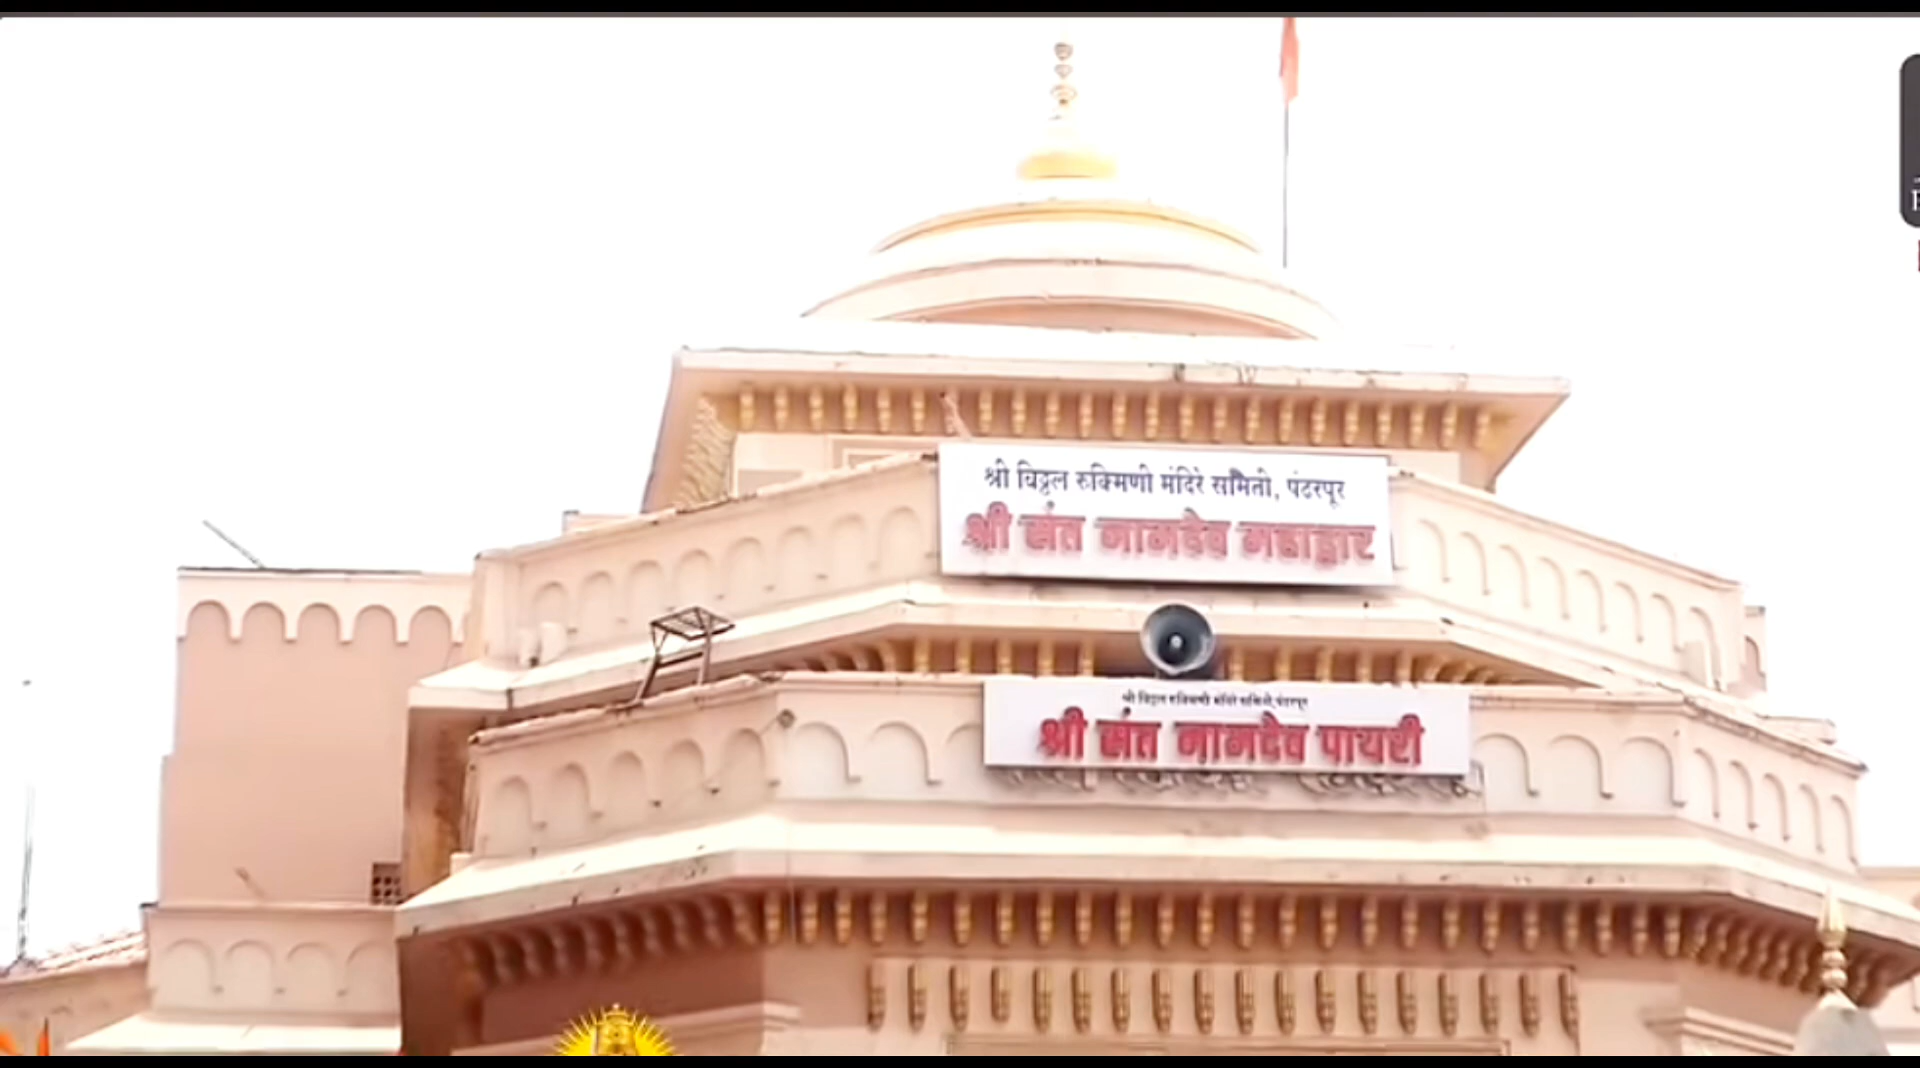 श्री विठ्ठल रुक्मिणी मंदिरे समिती, पंढरपूर
श्री संत नामदेव महाद्वार
श्री विठ्ठल रुक्मिणी मंदिरे समिती, पंढरपूर
श्री संत नामदेव पायरी